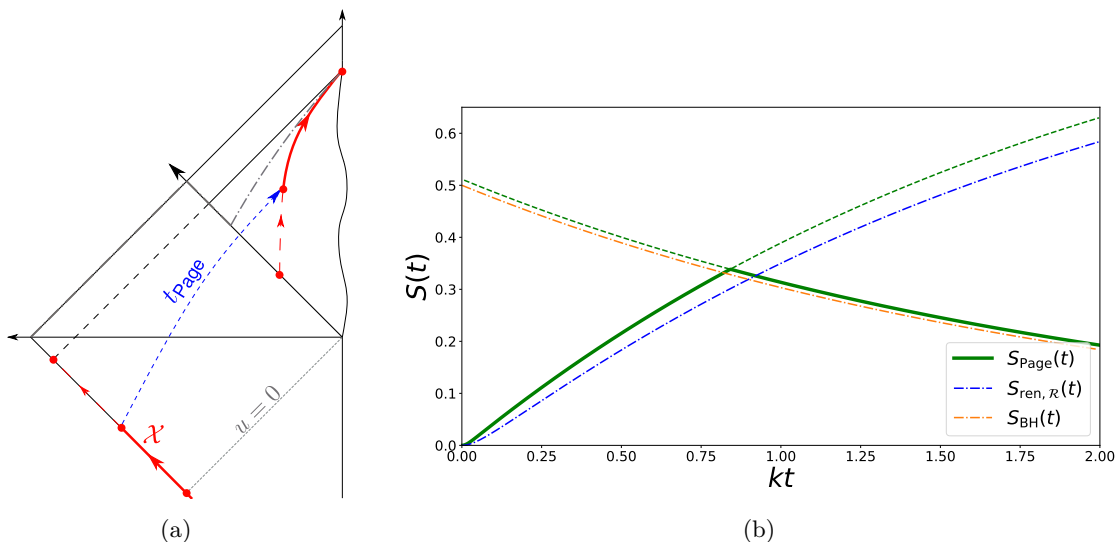 t_Page
𝒳
u = 0
(a)
S(t)
0.6
0.5
0.4
0.3
0.2
0.1
0.0
0.00 0.25 0.50 0.75 1.00 1.25 1.50 1.75 2.00
kt
S_Page(t)
S_ren, ℛ(t)
S_BH(t)
(b)